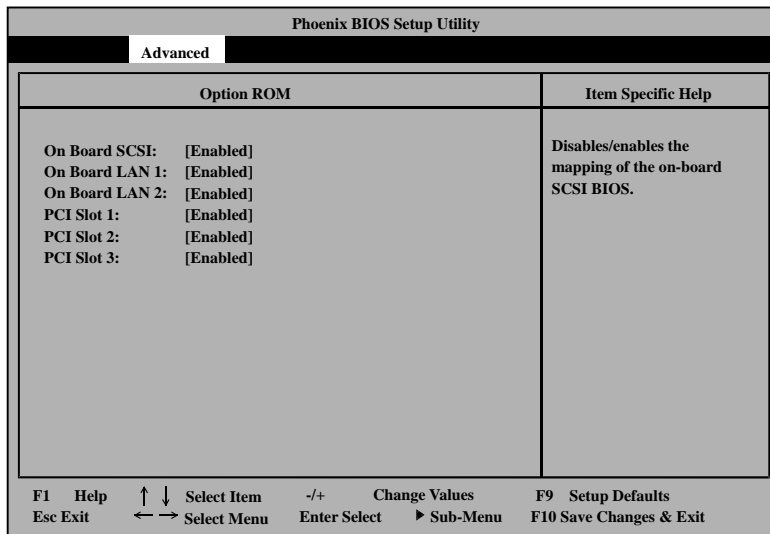 Phoenix BIOS Setup Utility
Advanced
Option ROM
Item Specific Help
On Board SCSI: [Enabled]
On Board LAN 1: [Enabled]
On Board LAN 2: [Enabled]
PCI Slot 1: [Enabled]
PCI Slot 2: [Enabled]
PCI Slot 3: [Enabled]
Disables/enables the
mapping of the on-board
SCSI BIOS.
F1 Help ↑ ↓ Select Item -/+ Change Values F9 Setup Defaults
Esc Exit ← → Select Menu Enter Select ▶ Sub-Menu F10 Save Changes & Exit